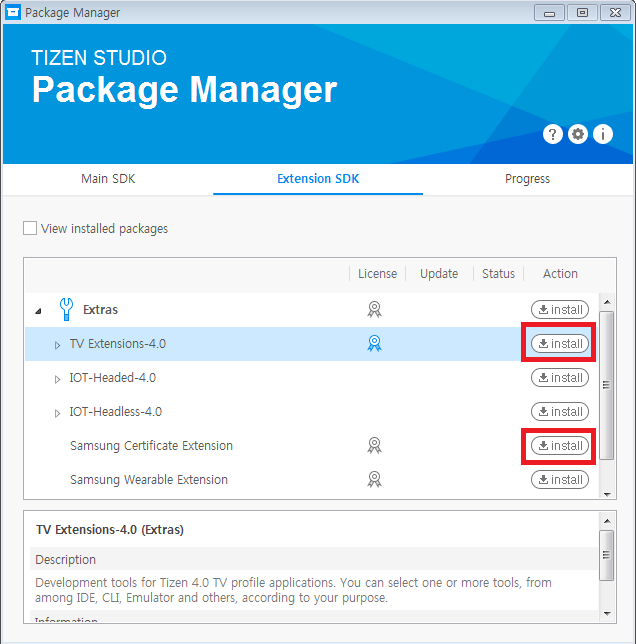 Package Manager
TIZEN STUDIO
Package Manager
? i
Main SDK Extension SDK Progress
View installed packages
License Update Status Action
Extras install
TV Extensions-4.0 install
IOT-Headed-4.0 install
IOT-Headless-4.0 install
Samsung Certificate Extension install
Samsung Wearable Extension install
TV Extensions-4.0 (Extras)
Description
Development tools for Tizen 4.0 TV profile applications. You can select one or more tools, from
among IDE, CLI, Emulator and others, according to your purpose.
Information